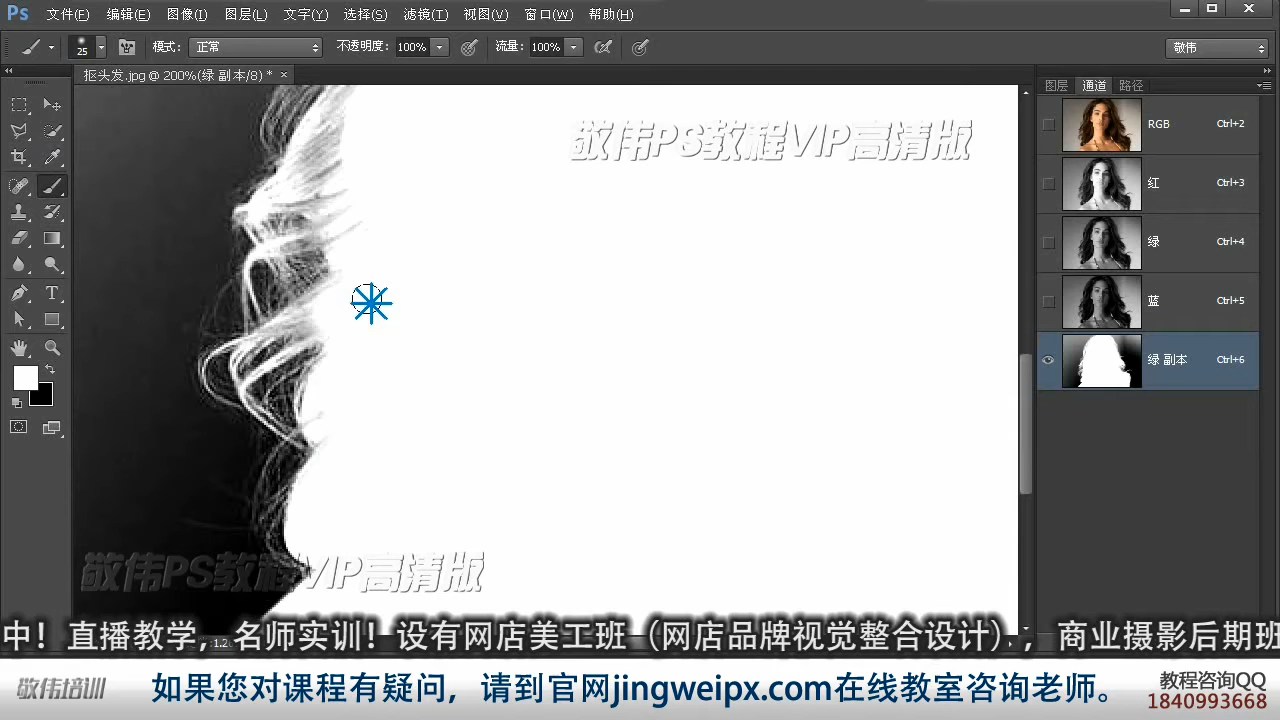 Ps 文件(F) 编辑(E) 图像(I) 图层(L) 文字(Y) 选择(S) 滤镜(T) 视图(V) 窗口(W) 帮助(H)
25 模式: 正常 不透明度: 100% 流量: 100% 敬伟
抠头发.jpg @ 200%(绿 副本/8) * ×
图层 通道 路径
RGB Ctrl+2
红 Ctrl+3
绿 Ctrl+4
蓝 Ctrl+5
绿 副本 Ctrl+6
敬伟PS教程VIP高清版
敬伟PS教程VIP高清版
中！直播教学，名师实训！设有网店美工班（网店品牌视觉整合设计），商业摄影后期班
敬伟培训 如果您对课程有疑问，请到官网jingweipx.com在线教室咨询老师。
教程咨询QQ
1840993668